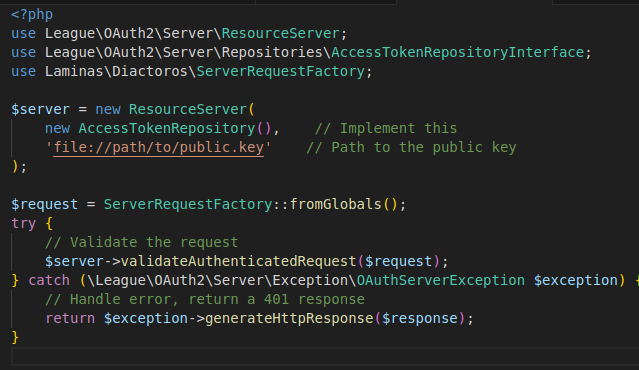 <?php
use League\OAuth2\Server\ResourceServer;
use League\OAuth2\Server\Repositories\AccessTokenRepositoryInterface;
use Laminas\Diactoros\ServerRequestFactory;

$server = new ResourceServer(
    new AccessTokenRepository(),    // Implement this
    'file://path/to/public.key'    // Path to the public key
);

$request = ServerRequestFactory::fromGlobals();
try {
    // Validate the request
    $server->validateAuthenticatedRequest($request);
} catch (\League\OAuth2\Server\Exception\OAuthServerException $exception) {
    // Handle error, return a 401 response
    return $exception->generateHttpResponse($response);
}